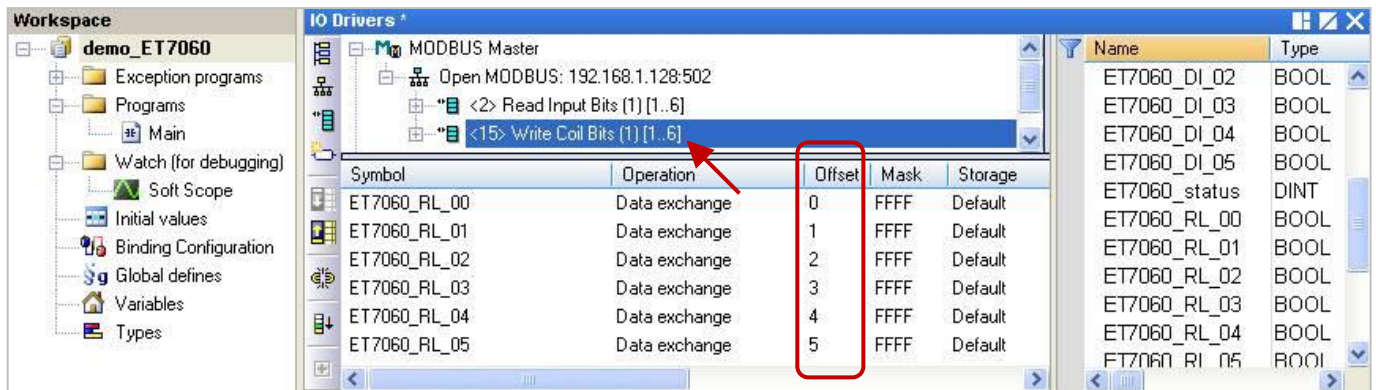 Workspace
demo_ET7060
Exception programs
Programs
Main
Watch (for debugging)
Soft Scope
Initial values
Binding Configuration
Global defines
Variables
Types
IO Drivers *
MODBUS Master
Open MODBUS: 192.168.1.128:502
<2> Read Input Bits (1) [1..6]
<15> Write Coil Bits (1) [1..6]
Symbol Operation Offset Mask Storage
ET7060_RL_00 Data exchange 0 FFFF Default
ET7060_RL_01 Data exchange 1 FFFF Default
ET7060_RL_02 Data exchange 2 FFFF Default
ET7060_RL_03 Data exchange 3 FFFF Default
ET7060_RL_04 Data exchange 4 FFFF Default
ET7060_RL_05 Data exchange 5 FFFF Default
Name Type
ET7060_DI_02 BOOL
ET7060_DI_03 BOOL
ET7060_DI_04 BOOL
ET7060_DI_05 BOOL
ET7060_status DINT
ET7060_RL_00 BOOL
ET7060_RL_01 BOOL
ET7060_RL_02 BOOL
ET7060_RL_03 BOOL
ET7060_RL_04 BOOL
ET7060_RL_05 BOOL